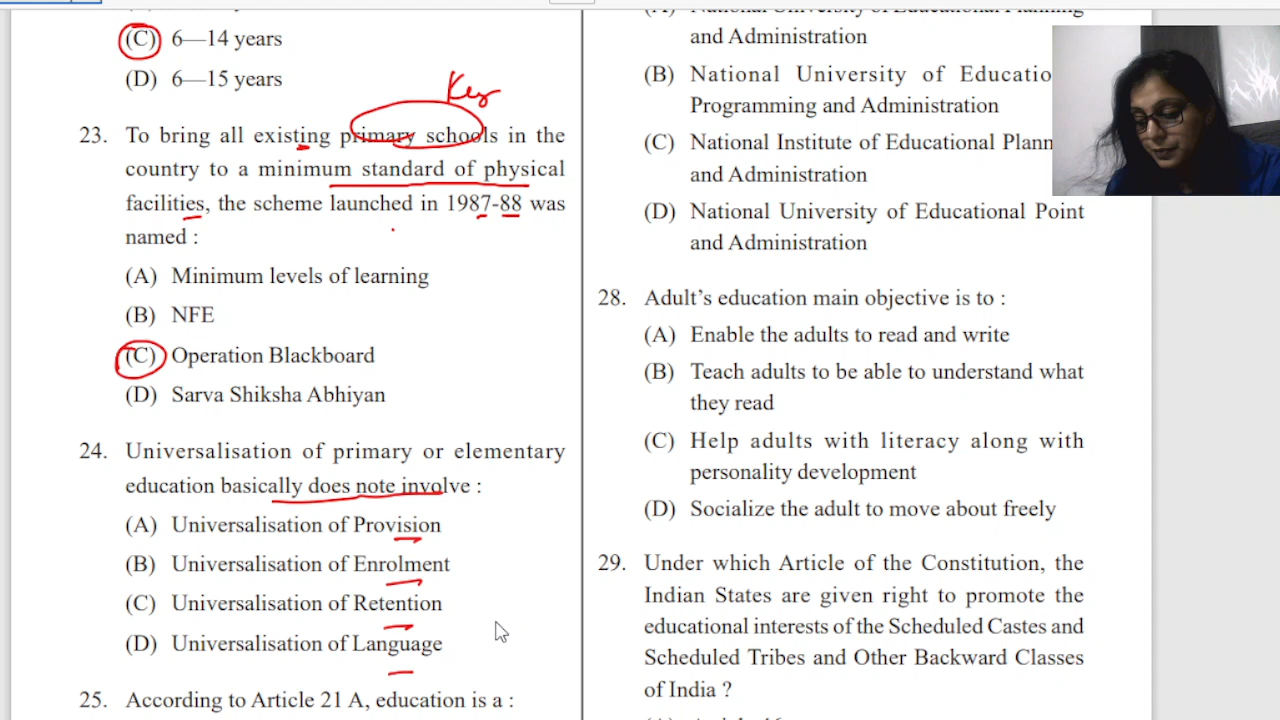 (C) 6—14 years
(D) 6—15 years
Key
23. To bring all existing primary schools in the
country to a minimum standard of physical
facilities, the scheme launched in 1987-88 was
named :
(A) Minimum levels of learning
(B) NFE
(C) Operation Blackboard
(D) Sarva Shiksha Abhiyan
24. Universalisation of primary or elementary
education basically does note involve :
(A) Universalisation of Provision
(B) Universalisation of Enrolment
(C) Universalisation of Retention
(D) Universalisation of Language
25. According to Article 21 A, education is a :
(A) National University of Educational Planning
and Administration
(B) National University of Educatio
Programming and Administration
(C) National Institute of Educational Plann
and Administration
(D) National University of Educational Point
and Administration
28. Adult's education main objective is to :
(A) Enable the adults to read and write
(B) Teach adults to be able to understand what
they read
(C) Help adults with literacy along with
personality development
(D) Socialize the adult to move about freely
29. Under which Article of the Constitution, the
Indian States are given right to promote the
educational interests of the Scheduled Castes and
Scheduled Tribes and Other Backward Classes
of India ?